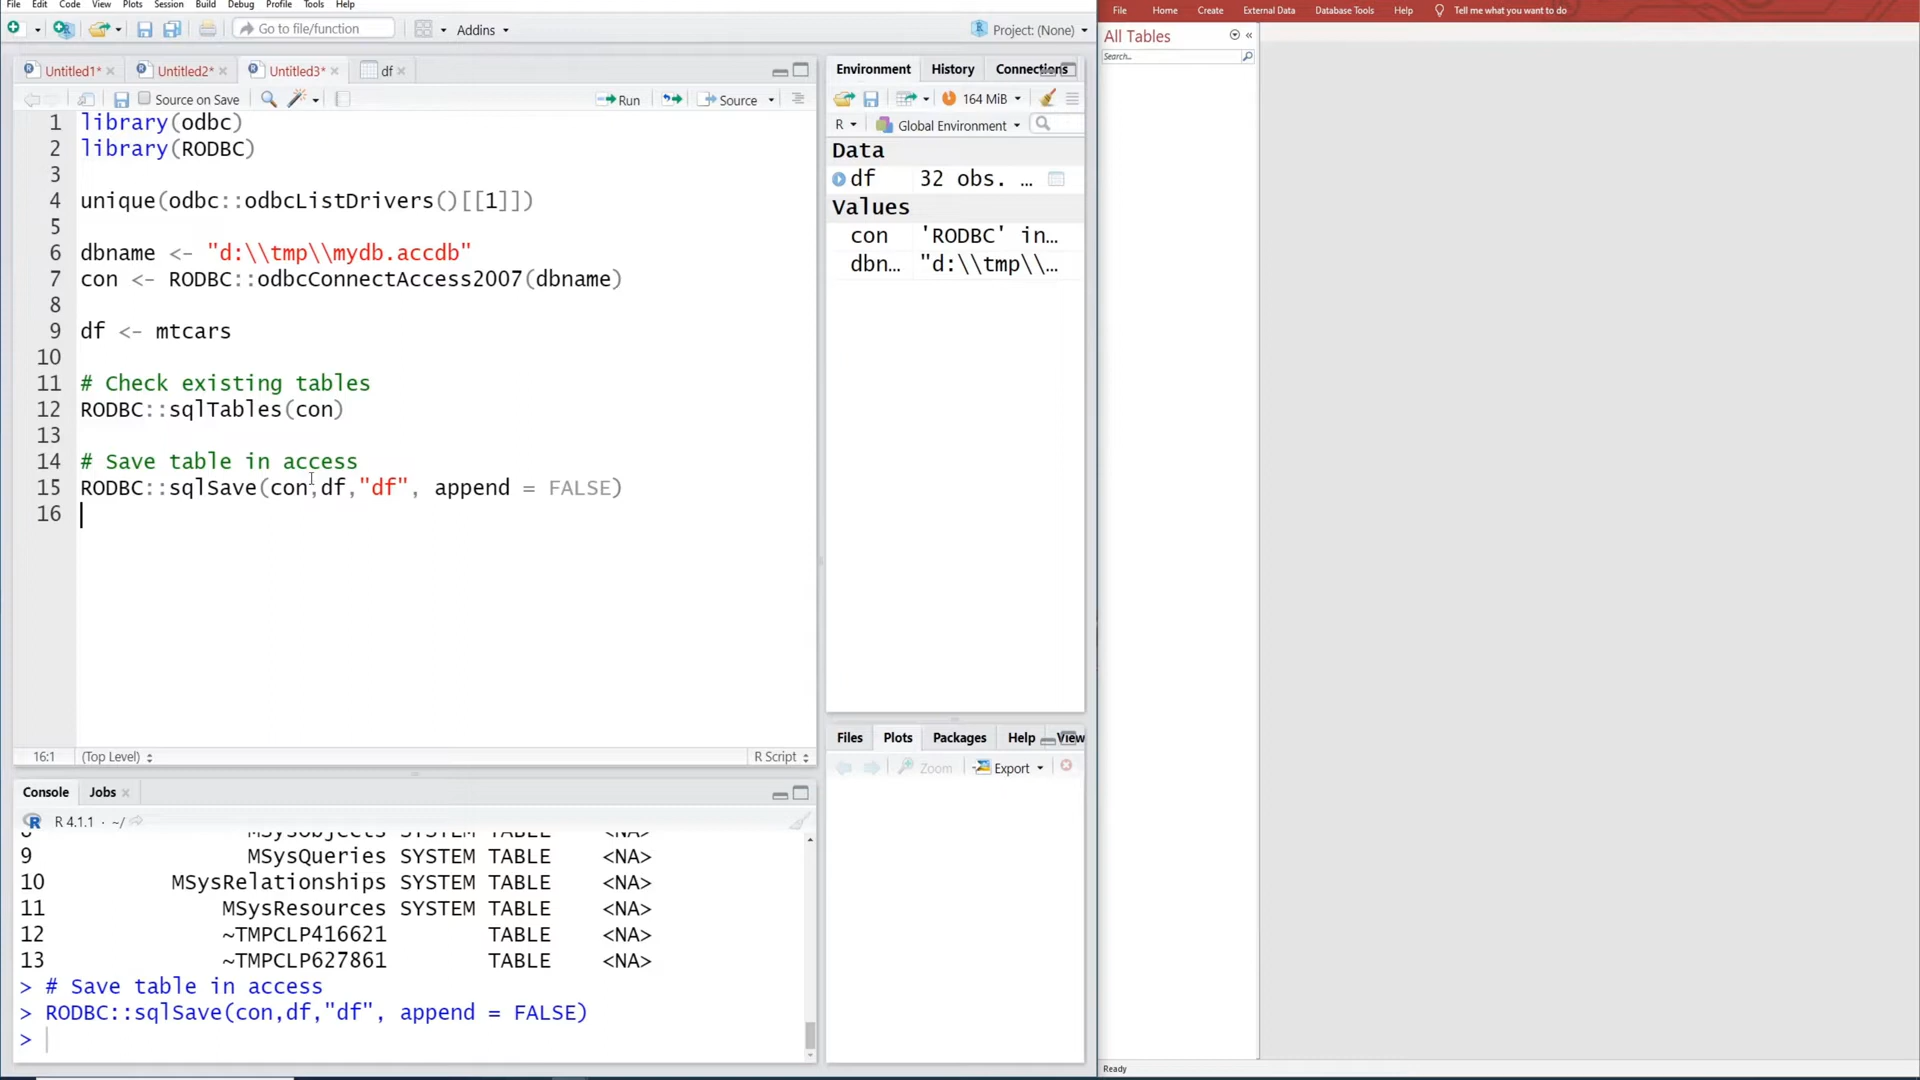 File Edit Code View Plots Session Build Debug Profile Tools Help
Go to file/function Addins Project: (None)
Untitled1* Untitled2* Untitled3* df
Source on Save Run Source
1 library(odbc)
2 library(RODBC)
3
4 unique(odbc::odbcListDrivers()[[1]])
5
6 dbname <- "d:\\tmp\\mydb.accdb"
7 con <- RODBC::odbcConnectAccess2007(dbname)
8
9 df <- mtcars
10
11 # Check existing tables
12 RODBC::sqlTables(con)
13
14 # Save table in access
15 RODBC::sqlSave(con,df,"df", append = FALSE)
16
16:1 (Top Level) R Script
Console Jobs
R 4.1.1 · ~/
8 MSysObjects SYSTEM TABLE <NA>
9 MSysQueries SYSTEM TABLE <NA>
10 MSysRelationships SYSTEM TABLE <NA>
11 MSysResources SYSTEM TABLE <NA>
12 ~TMPCLP416621 TABLE <NA>
13 ~TMPCLP627861 TABLE <NA>
> # Save table in access
> RODBC::sqlSave(con,df,"df", append = FALSE)
>
Environment History Connections
164 MiB
R Global Environment
Data
df 32 obs. …
Values
con 'RODBC' in…
dbn… "d:\\tmp\\…
Files Plots Packages Help View
Zoom Export
File Home Create External Data Database Tools Help Tell me what you want to do
All Tables
Search...
Ready